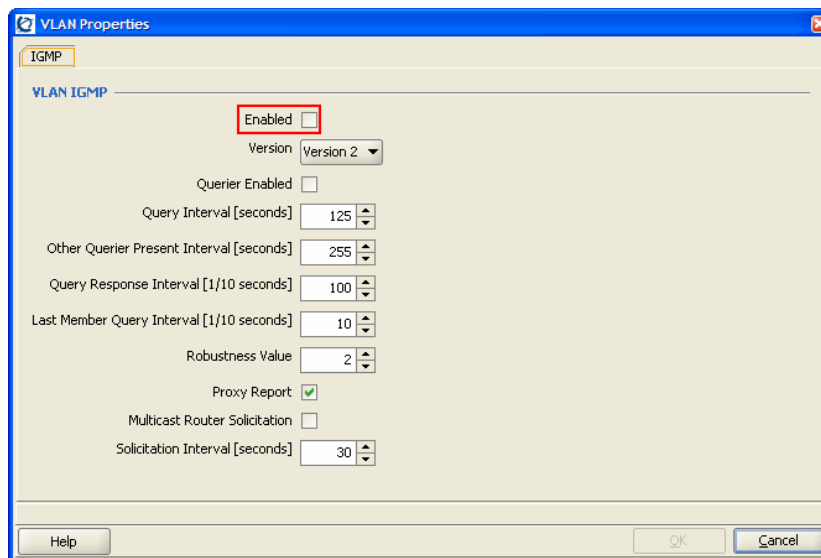 VLAN Properties
IGMP
VLAN IGMP
Enabled
Version Version 2
Querier Enabled
Query Interval [seconds] 125
Other Querier Present Interval [seconds] 255
Query Response Interval [1/10 seconds] 100
Last Member Query Interval [1/10 seconds] 10
Robustness Value 2
Proxy Report
Multicast Router Solicitation
Solicitation Interval [seconds] 30
Help OK Cancel